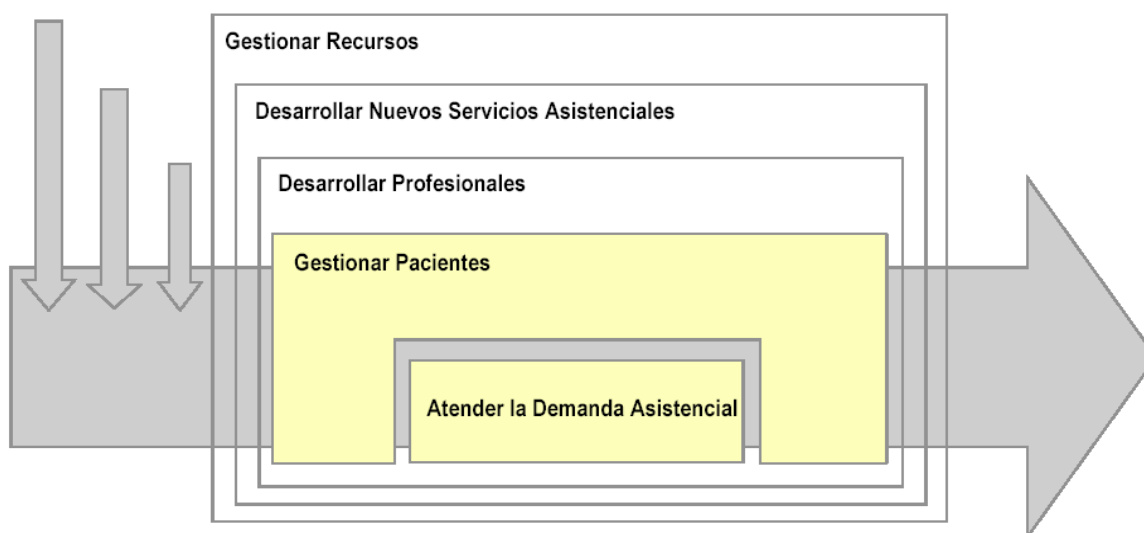 Gestionar Recursos
Desarrollar Nuevos Servicios Asistenciales
Desarrollar Profesionales
Gestionar Pacientes
Atender la Demanda Asistencial